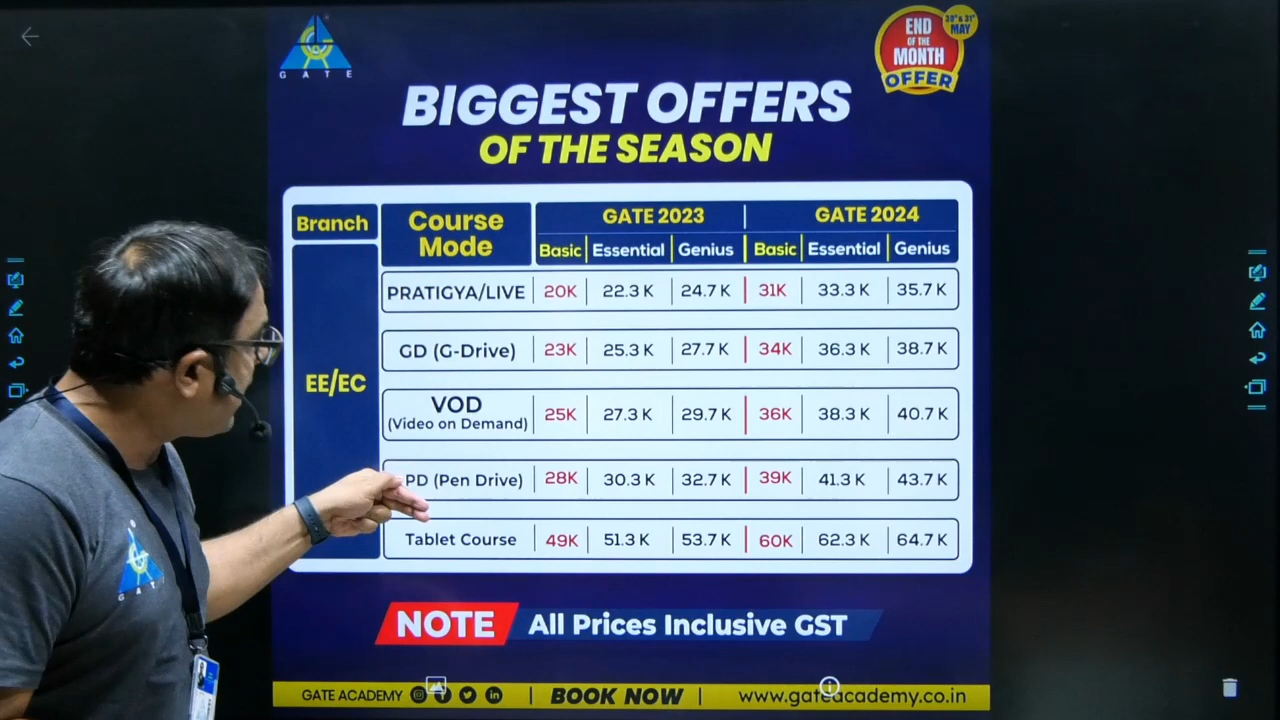 GATE
30th & 31st
MAY
END
OF THE
MONTH
OFFER
BIGGEST OFFERS
OF THE SEASON
Branch
Course
Mode
GATE 2023
GATE 2024
Basic Essential Genius Basic Essential Genius
EE/EC
PRATIGYA/LIVE 20K 22.3 K 24.7 K 31K 33.3 K 35.7 K
GD (G-Drive) 23K 25.3 K 27.7 K 34K 36.3 K 38.7 K
VOD
(Video on Demand) 25K 27.3 K 29.7 K 36K 38.3 K 40.7 K
PD (Pen Drive) 28K 30.3 K 32.7 K 39K 41.3 K 43.7 K
Tablet Course 49K 51.3 K 53.7 K 60K 62.3 K 64.7 K
NOTE All Prices Inclusive GST
GATE ACADEMY BOOK NOW www.gateacademy.co.in
GATE